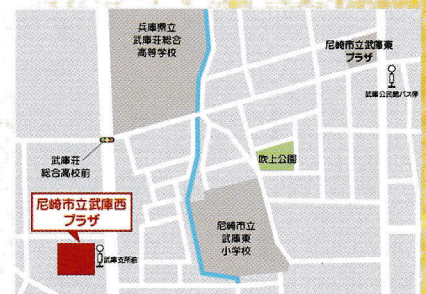 兵庫県立
武庫荘総合
高等学校
尼崎市立武庫東
プラザ
武庫公民館バス停
武庫荘
総合高校前
吹上公園
尼崎市立武庫西
プラザ
武庫支所前
尼崎市立
武庫東
小学校